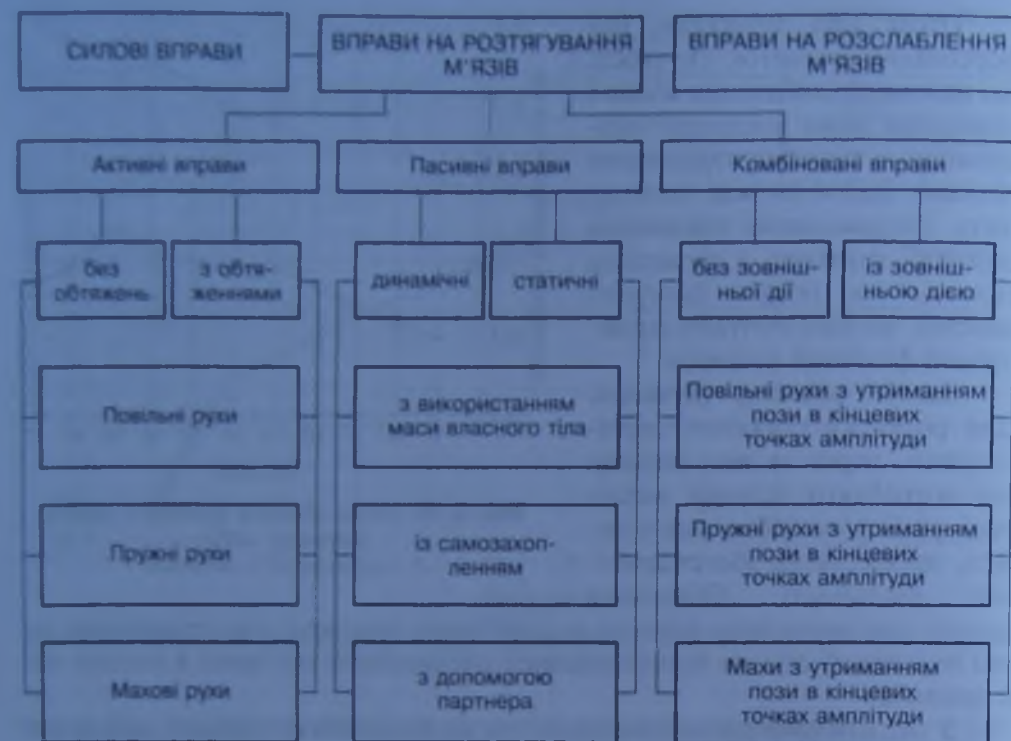 СИЛОВІ ВПРАВИ
ВПРАВИ НА РОЗТЯГУВАННЯ
М'ЯЗІВ
ВПРАВИ НА РОЗСЛАБЛЕННЯ
М'ЯЗІВ
Активні вправи
Пасивні вправи
Комбіновані вправи
без
обтяжень
з обтя-
женнями
динамічні
статичні
без зовніш-
ньої дії
із зовніш-
ньою дією
Повільні рухи
з використанням
маси власного тіла
Повільні рухи з утриманням
пози в кінцевих
точках амплітуди
Пружні рухи
із самозахоп-
ленням
Пружні рухи з утриманням
пози в кінцевих
точках амплітуди
Махові рухи
з допомогою
партнера
Махи з утриманням
пози в кінцевих
точках амплітуди